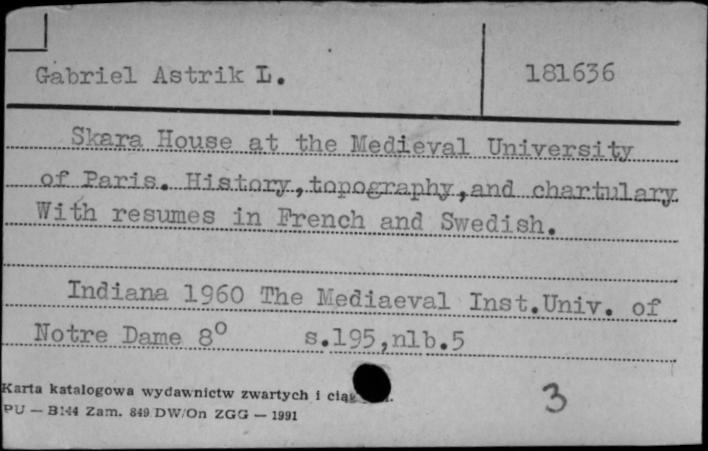 Gabriel Astrik L.
181636
Skara House at the Medieval University
of Paris. History,topography,and chartulary
With resumes in French and Swedish.
Indiana 1960 The Mediaeval Inst.Univ. of
Notre Dame 8° s.195,nlb.5
Karta katalogowa wydawnictw zwartych i
PU — B144 Zam. 849 DW/On ZGG — 1991
3